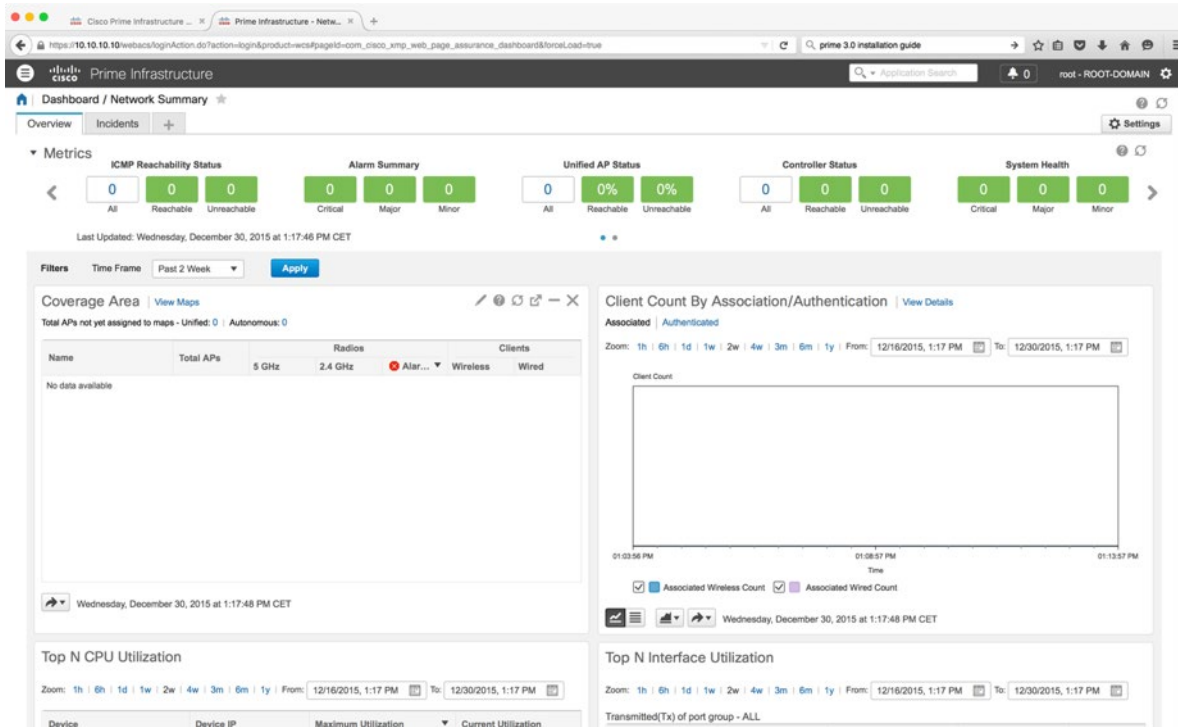 Cisco Prime Infrastructure ...
Prime Infrastructure - Netw...
https://10.10.10.10/webacs/loginAction.do?action=login&product=wcs#pageId=com_cisco_xmp_web_page_assurance_dashboard&forceLoad=true
prime 3.0 installation guide
CISCO Prime Infrastructure
Application Search
0
root - ROOT-DOMAIN
Dashboard / Network Summary
Overview Incidents
Settings
Metrics
ICMP Reachability Status Alarm Summary Unified AP Status Controller Status System Health
0 0 0 0 0 0 0 0% 0% 0 0 0 0 0 0
All Reachable Unreachable Critical Major Minor All Reachable Unreachable All Reachable Unreachable Critical Major Minor
Last Updated: Wednesday, December 30, 2015 at 1:17:46 PM CET
Filters Time Frame Past 2 Week Apply
Coverage Area | View Maps
Total APs not yet assigned to maps - Unified: 0 | Autonomous: 0
Radios Clients
Name Total APs 5 GHz 2.4 GHz Alar... Wireless Wired
No data available
Wednesday, December 30, 2015 at 1:17:48 PM CET
Client Count By Association/Authentication | View Details
Associated | Authenticated
Zoom: 1h | 6h | 1d | 1w | 2w | 4w | 3m | 6m | 1y | From: 12/16/2015, 1:17 PM To: 12/30/2015, 1:17 PM
Client Count
01:03:56 PM 01:08:57 PM 01:13:57 PM
Time
Associated Wireless Count Associated Wired Count
Wednesday, December 30, 2015 at 1:17:48 PM CET
Top N CPU Utilization
Zoom: 1h | 6h | 1d | 1w | 2w | 4w | 3m | 6m | 1y | From: 12/16/2015, 1:17 PM To: 12/30/2015, 1:17 PM
Device Device IP Maximum Utilization Current Utilization
Top N Interface Utilization
Zoom: 1h | 6h | 1d | 1w | 2w | 4w | 3m | 6m | 1y | From: 12/16/2015, 1:17 PM To: 12/30/2015, 1:17 PM
Transmitted(Tx) of port group - ALL